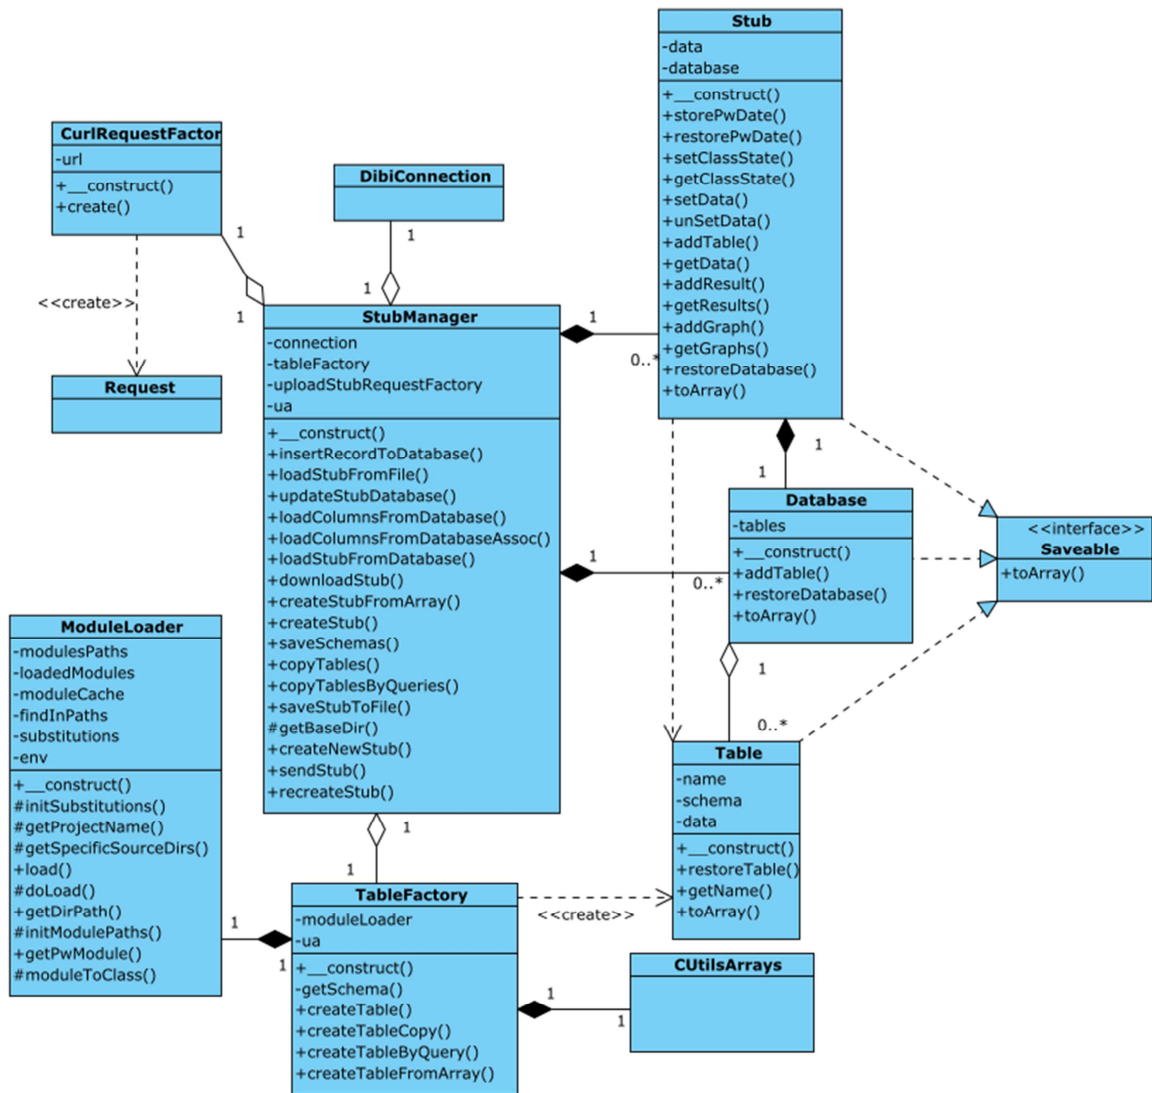 Stub
-data
-database
+__construct()
+storePwDate()
+restorePwDate()
+setClassState()
+getClassState()
+setData()
+unSetData()
+addTable()
+getData()
+addResult()
+getResults()
+addGraph()
+getGraphs()
+restoreDatabase()
+toArray()
CurlRequestFactor
-url
+__construct()
+create()
DibiConnection
1
1
<<create>>
1
1
Request
StubManager
-connection
-tableFactory
-uploadStubRequestFactory
-ua
+__construct()
+insertRecordToDatabase()
+loadStubFromFile()
+updateStubDatabase()
+loadColumnsFromDatabase()
+loadColumnsFromDatabaseAssoc()
+loadStubFromDatabase()
+downloadStub()
+createStubFromArray()
+createStub()
+saveSchemas()
+copyTables()
+copyTablesByQueries()
+saveStubToFile()
#getBaseDir()
+createNewStub()
+sendStub()
+recreateStub()
1
0..*
1
1
Database
-tables
+__construct()
+addTable()
+restoreDatabase()
+toArray()
1
0..*
<<interface>>
Saveable
+toArray()
ModuleLoader
-modulesPaths
-loadedModules
-moduleCache
-findInPaths
-substitutions
-env
+__construct()
#initSubstitutions()
#getProjectName()
#getSpecificSourceDirs()
+load()
#doLoad()
+getDirPath()
#initModulePaths()
+getPwModule()
#moduleToClass()
1
0..*
Table
-name
-schema
-data
+__construct()
+restoreTable()
+getName()
+toArray()
1
1
TableFactory
-moduleLoader
-ua
+__construct()
-getSchema()
+createTable()
+createTableCopy()
+createTableByQuery()
+createTableFromArray()
<<create>>
1
1
1
1
CUtilsArrays